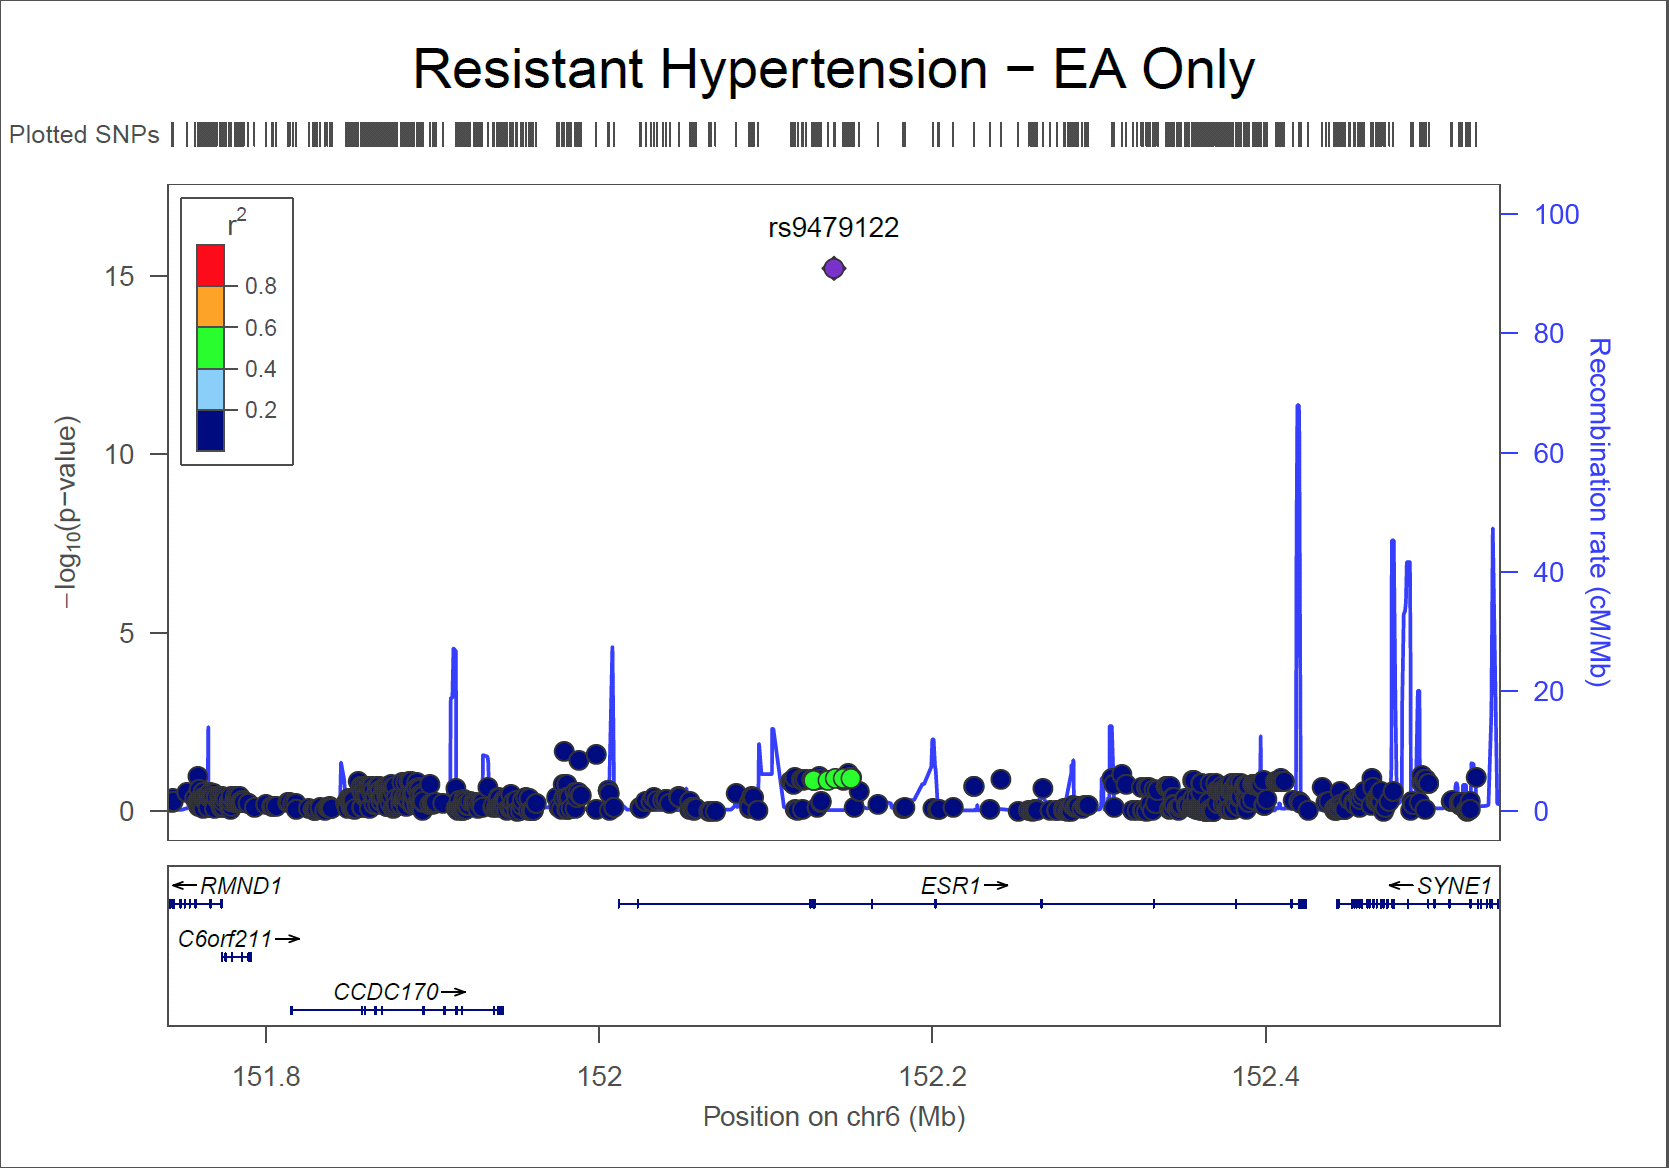 Resistant Hypertension − EA Only
Plotted SNPs
r2
0.8
0.6
0.4
0.2
rs9479122
15
10
5
0
−log10(p−value)
100
80
60
40
20
0
Recombination rate (cM/Mb)
RMND1
ESR1
SYNE1
C6orf211
CCDC170
151.8
152
152.2
152.4
Position on chr6 (Mb)